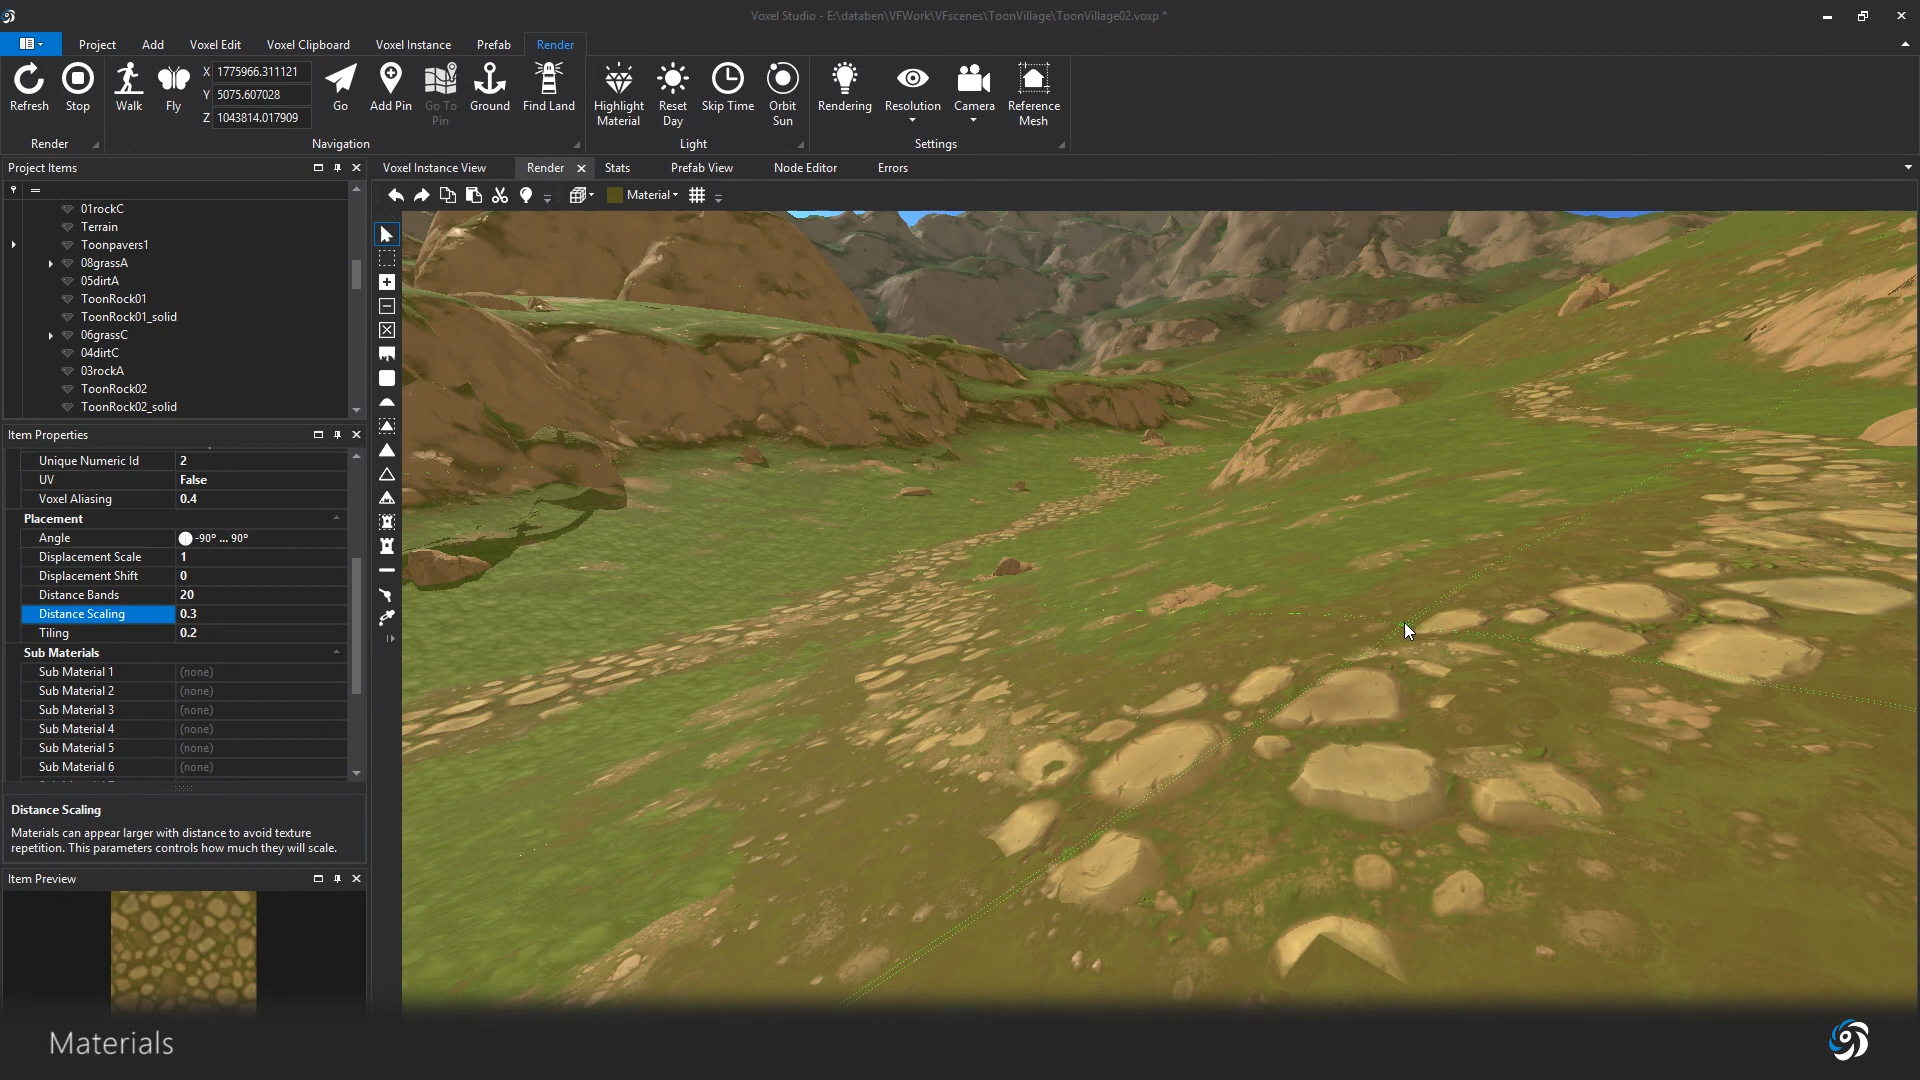 Voxel Studio - E:\databen\VFWork\VFscenes\ToonVillage\ToonVillage02.voxp *
Project Add Voxel Edit Voxel Clipboard Voxel Instance Prefab Render
Refresh Stop Walk Fly
X 1775966.311121
Y 5075.607028
Z 1043814.017909
Go Add Pin Go To Pin Ground Find Land
Highlight Material Reset Day Skip Time Orbit Sun
Rendering Resolution Camera Reference Mesh
Render Navigation Light Settings
Project Items
01rockC
Terrain
Toonpavers1
08grassA
05dirtA
ToonRock01
ToonRock01_solid
06grassC
04dirtC
03rockA
ToonRock02
ToonRock02_solid
Item Properties
Unique Numeric Id 2
UV False
Voxel Aliasing 0.4
Placement
Angle -90° ... 90°
Displacement Scale 1
Displacement Shift 0
Distance Bands 20
Distance Scaling 0.3
Tiling 0.2
Sub Materials
Sub Material 1 (none)
Sub Material 2 (none)
Sub Material 3 (none)
Sub Material 4 (none)
Sub Material 5 (none)
Sub Material 6 (none)
Distance Scaling
Materials can appear larger with distance to avoid texture
repetition. This parameters controls how much they will scale.
Item Preview
Voxel Instance View Render Stats Prefab View Node Editor Errors
Material
Materials